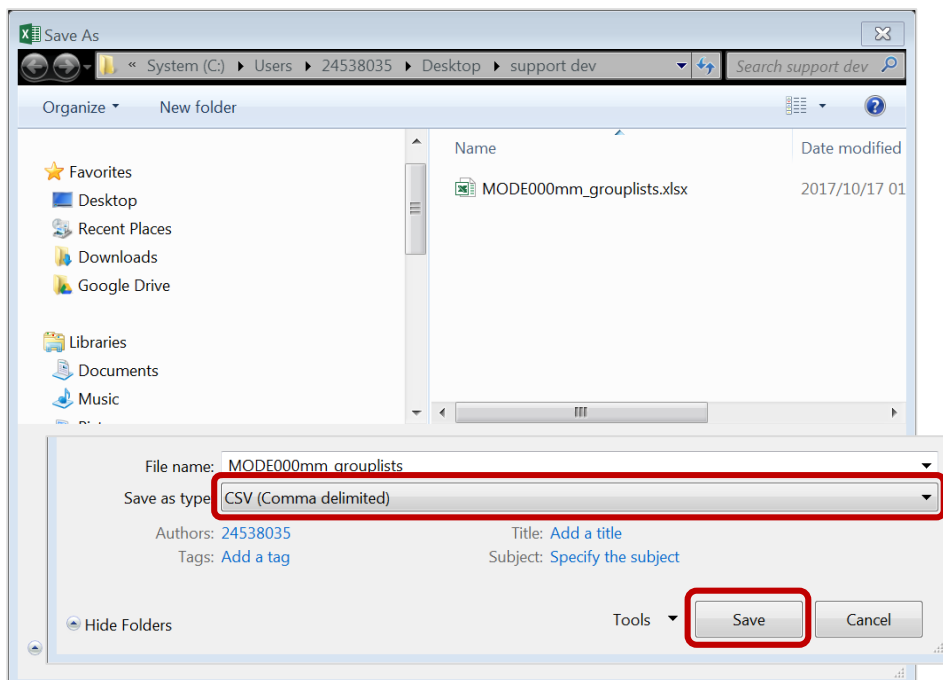 Save As
« System (C:) ▸ Users ▸ 24538035 ▸ Desktop ▸ support dev
Search support dev
Organize
New folder
Name
Date modified
Favorites
MODE000mm_grouplists.xlsx
2017/10/17 01
Desktop
Recent Places
Downloads
Google Drive
Libraries
Documents
Music
File name: MODE000mm_grouplists
Save as type: CSV (Comma delimited)
Authors: 24538035
Title: Add a title
Tags: Add a tag
Subject: Specify the subject
Hide Folders
Tools
Save
Cancel